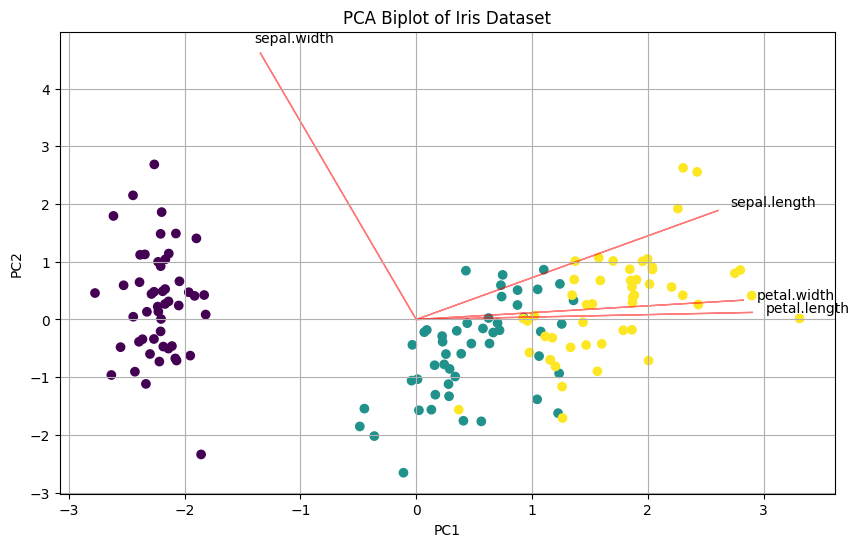 PCA Biplot of Iris Dataset
sepal.width
sepal.length
petal.width
petal.length
PC2
4
3
2
1
0
−1
−2
−3
−3
−2
−1
0
1
2
3
PC1